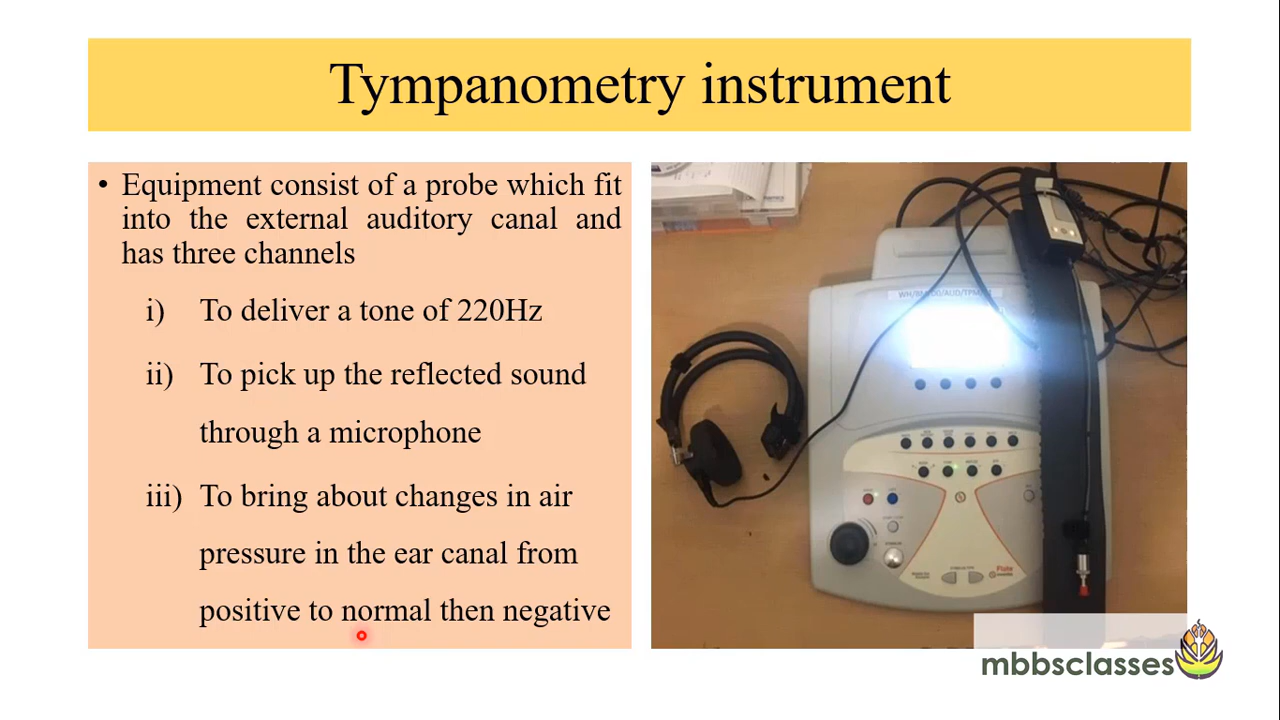 Tympanometry instrument
• Equipment consist of a probe which fit
into the external auditory canal and
has three channels
i) To deliver a tone of 220Hz
ii) To pick up the reflected sound
through a microphone
iii) To bring about changes in air
pressure in the ear canal from
positive to normal then negative
mbbsclasses